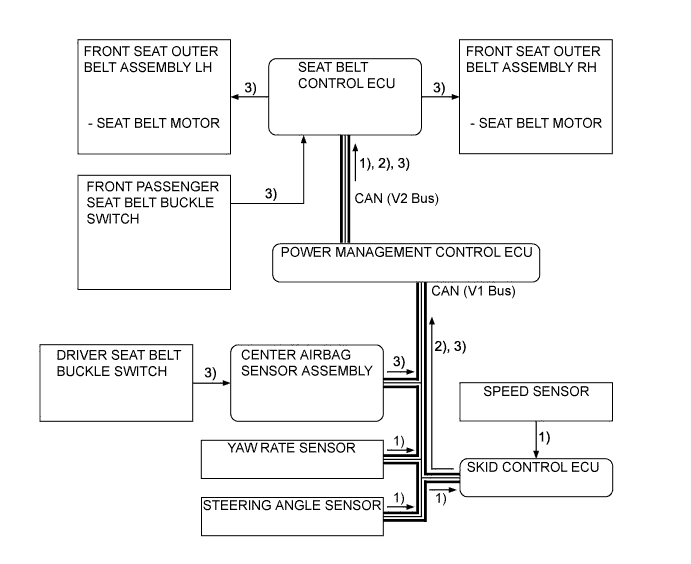 FRONT SEAT OUTER
BELT ASSEMBLY LH
- SEAT BELT MOTOR
3)
SEAT BELT
CONTROL ECU
3)
FRONT SEAT OUTER
BELT ASSEMBLY RH
- SEAT BELT MOTOR
1), 2), 3)
CAN (V2 Bus)
FRONT PASSENGER
SEAT BELT BUCKLE
SWITCH
3)
POWER MANAGEMENT CONTROL ECU
CAN (V1 Bus)
2), 3)
DRIVER SEAT BELT
BUCKLE SWITCH
3)
CENTER AIRBAG
SENSOR ASSEMBLY
3)
SPEED SENSOR
1)
YAW RATE SENSOR
1)
SKID CONTROL ECU
STEERING ANGLE SENSOR
1)
1)